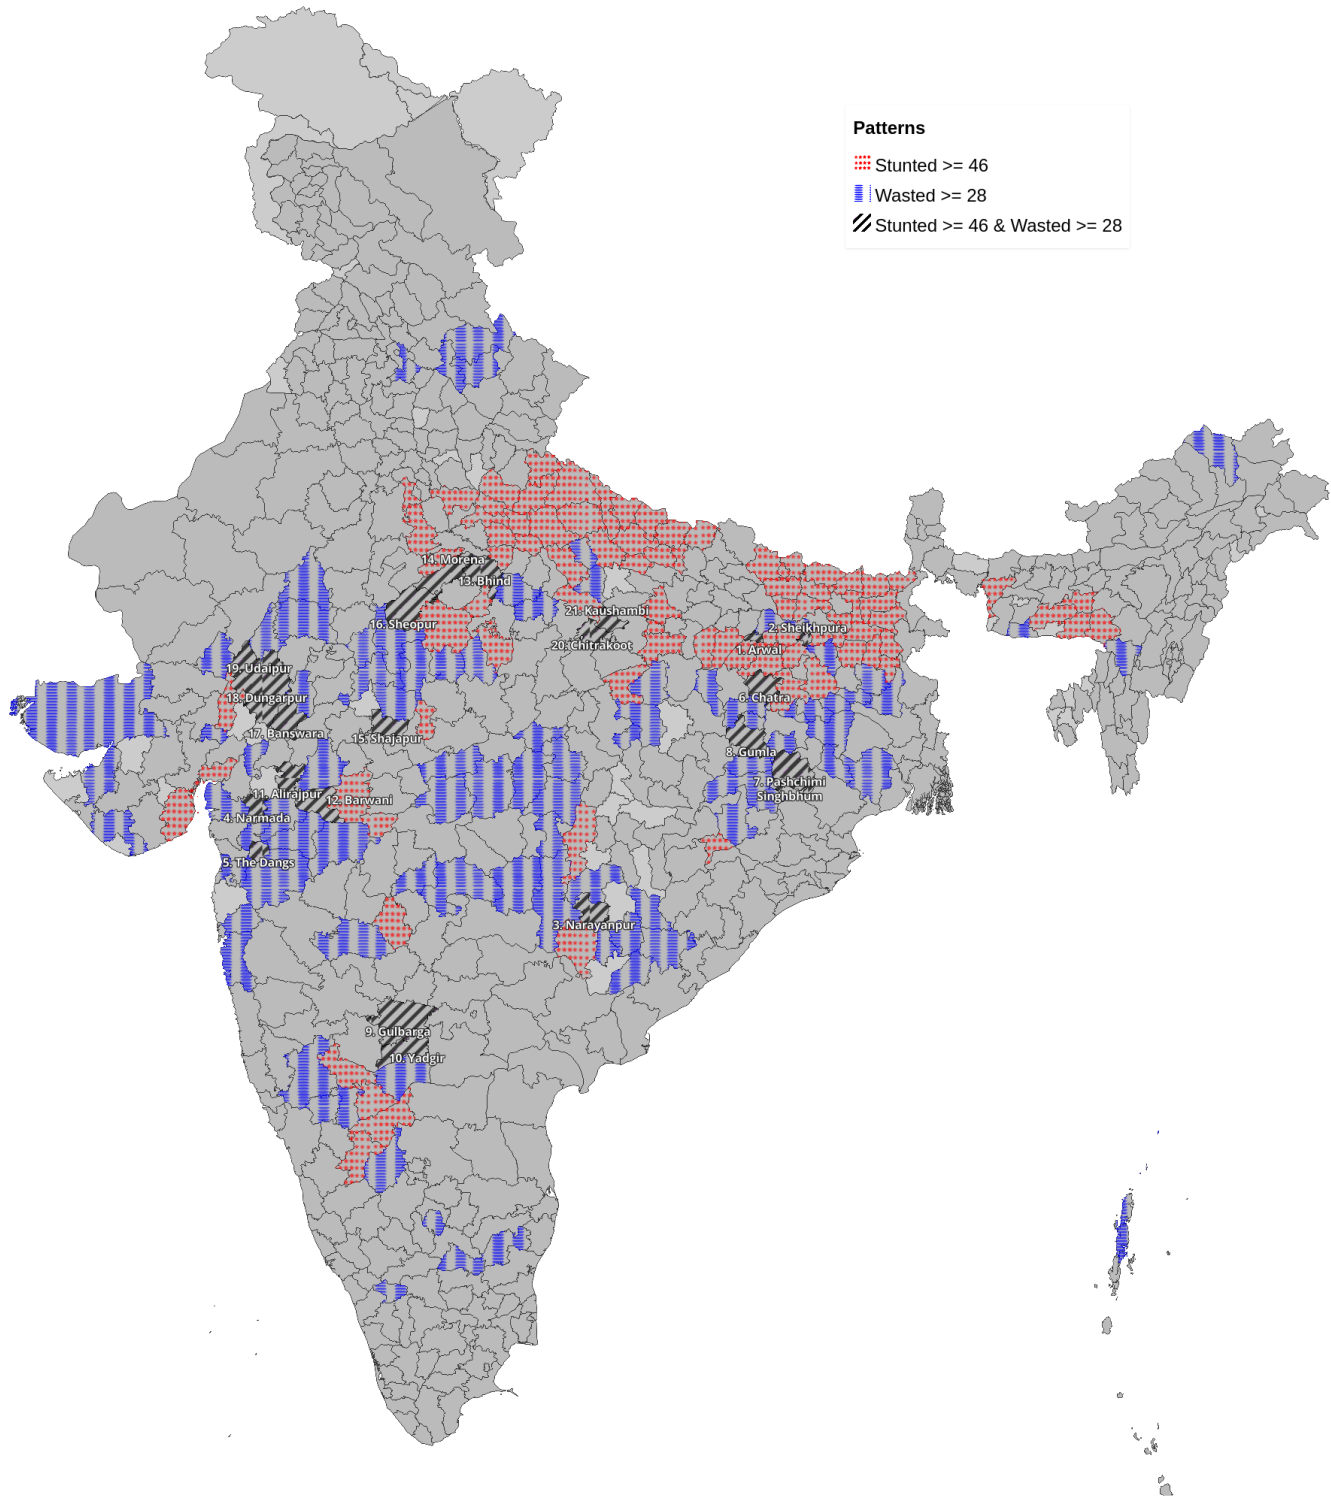 Patterns
Stunted >= 46
Wasted >= 28
Stunted >= 46 & Wasted >= 28
14. Morena
13. Bhind
21. Kaushambi
16. Sheopur
2. Sheikhpura
20. Chitrakoot
1. Arwal
19. Udaipur
18. Dungarpur
6. Chatra
17. Banswara
15. Shajapur
8. Gumla
7. Pashchimi
Singhbhum
11. Alirajpur
12. Barwani
4. Narmada
5. The Dangs
3. Narayanpur
9. Gulbarga
10. Yadgir